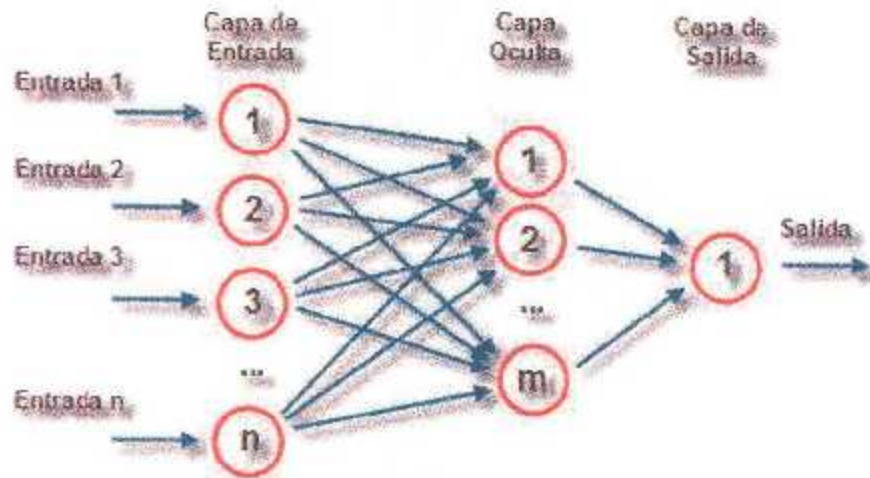 Capa de
Entrada
Capa
Oculta
Capa de
Salida
Entrada 1
1
Entrada 2
2
Entrada 3
3
...
Entrada n
n
1
2
...
m
1
Salida